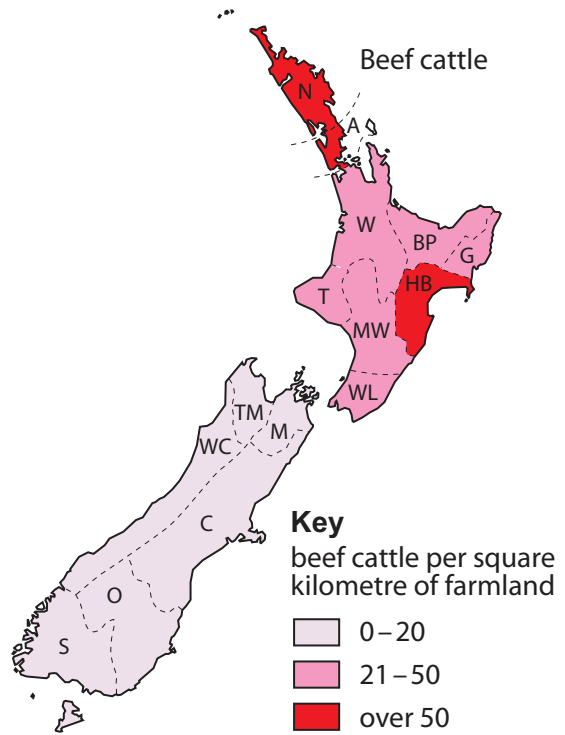 Beef cattle
N
A
W
BP
G
HB
T
MW
WL
TM
M
WC
C
O
S
Key
beef cattle per square
kilometre of farmland
0–20
21–50
over 50